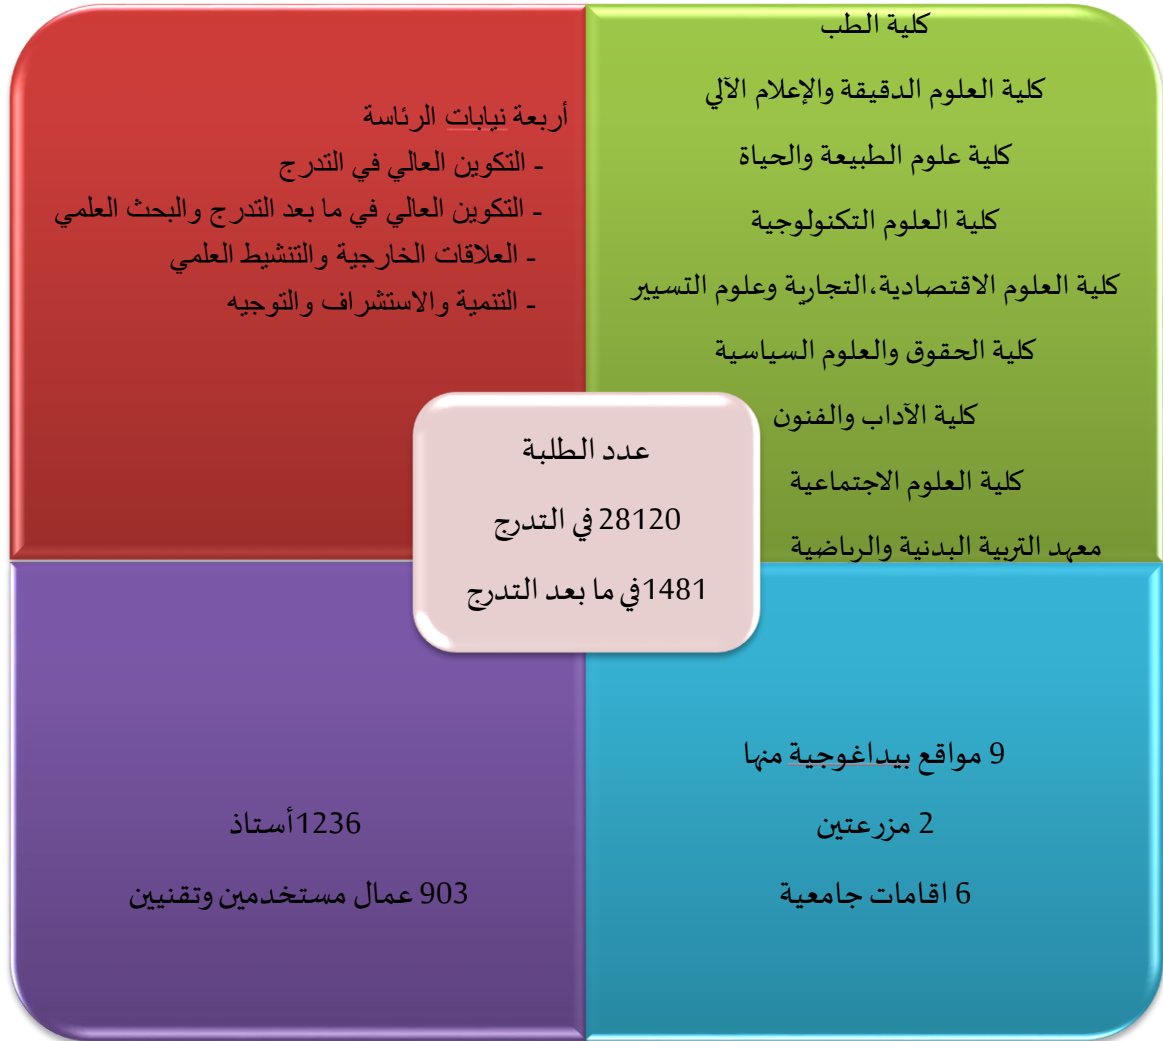 كلية الطب
كلية العلوم الدقيقة والإعلام الآلي
كلية علوم الطبيعة والحياة
كلية العلوم التكنولوجية
كلية العلوم الاقتصادية،التجارية وعلوم التسيير
كلية الحقوق والعلوم السياسية
كلية الآداب والفنون
كلية العلوم الاجتماعية
معهد التربية البدنية والرياضية
أربعة نيابات الرئاسة
- التكوين العالي في التدرج
- التكوين العالي في ما بعد التدرج والبحث العلمي
- العلاقات الخارجية والتنشيط العلمي
- التنمية والاستشراف والتوجيه
عدد الطلبة
28120 في التدرج
1481في ما بعد التدرج
9 مواقع بيداغوجية منها
2 مزرعتين
6 اقامات جامعية
1236أستاذ
903 عمال مستخدمين وتقنيين